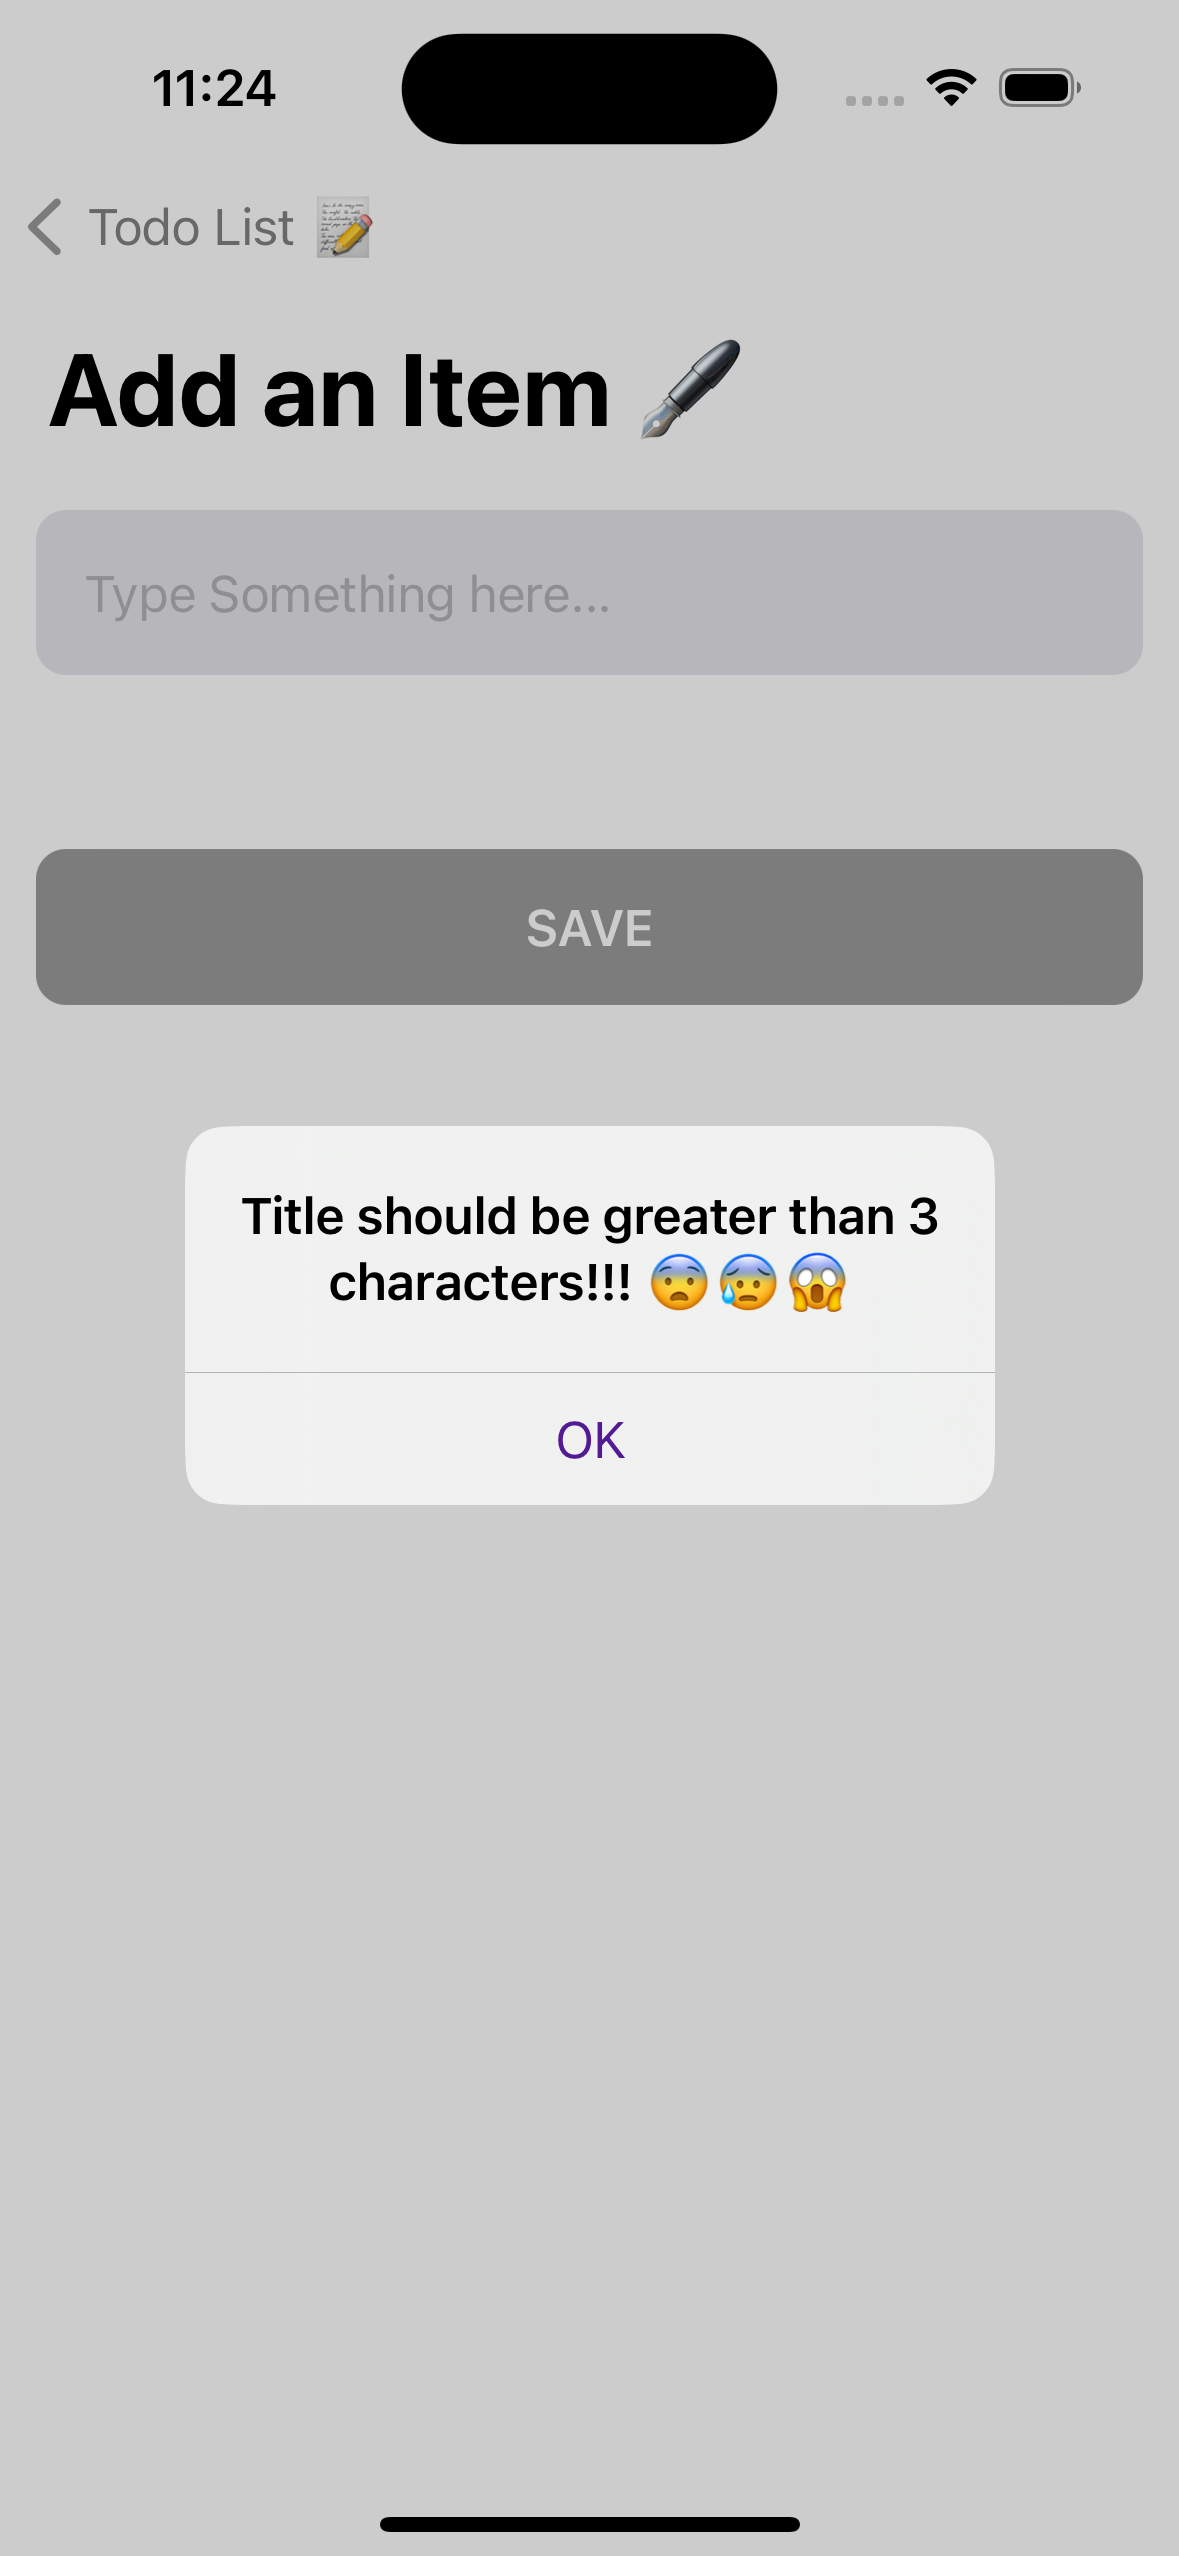 11:24
Todo List 📝
Add an Item 🖋️
Type Something here...
SAVE
Title should be greater than 3
characters!!! 😨😰😱
OK